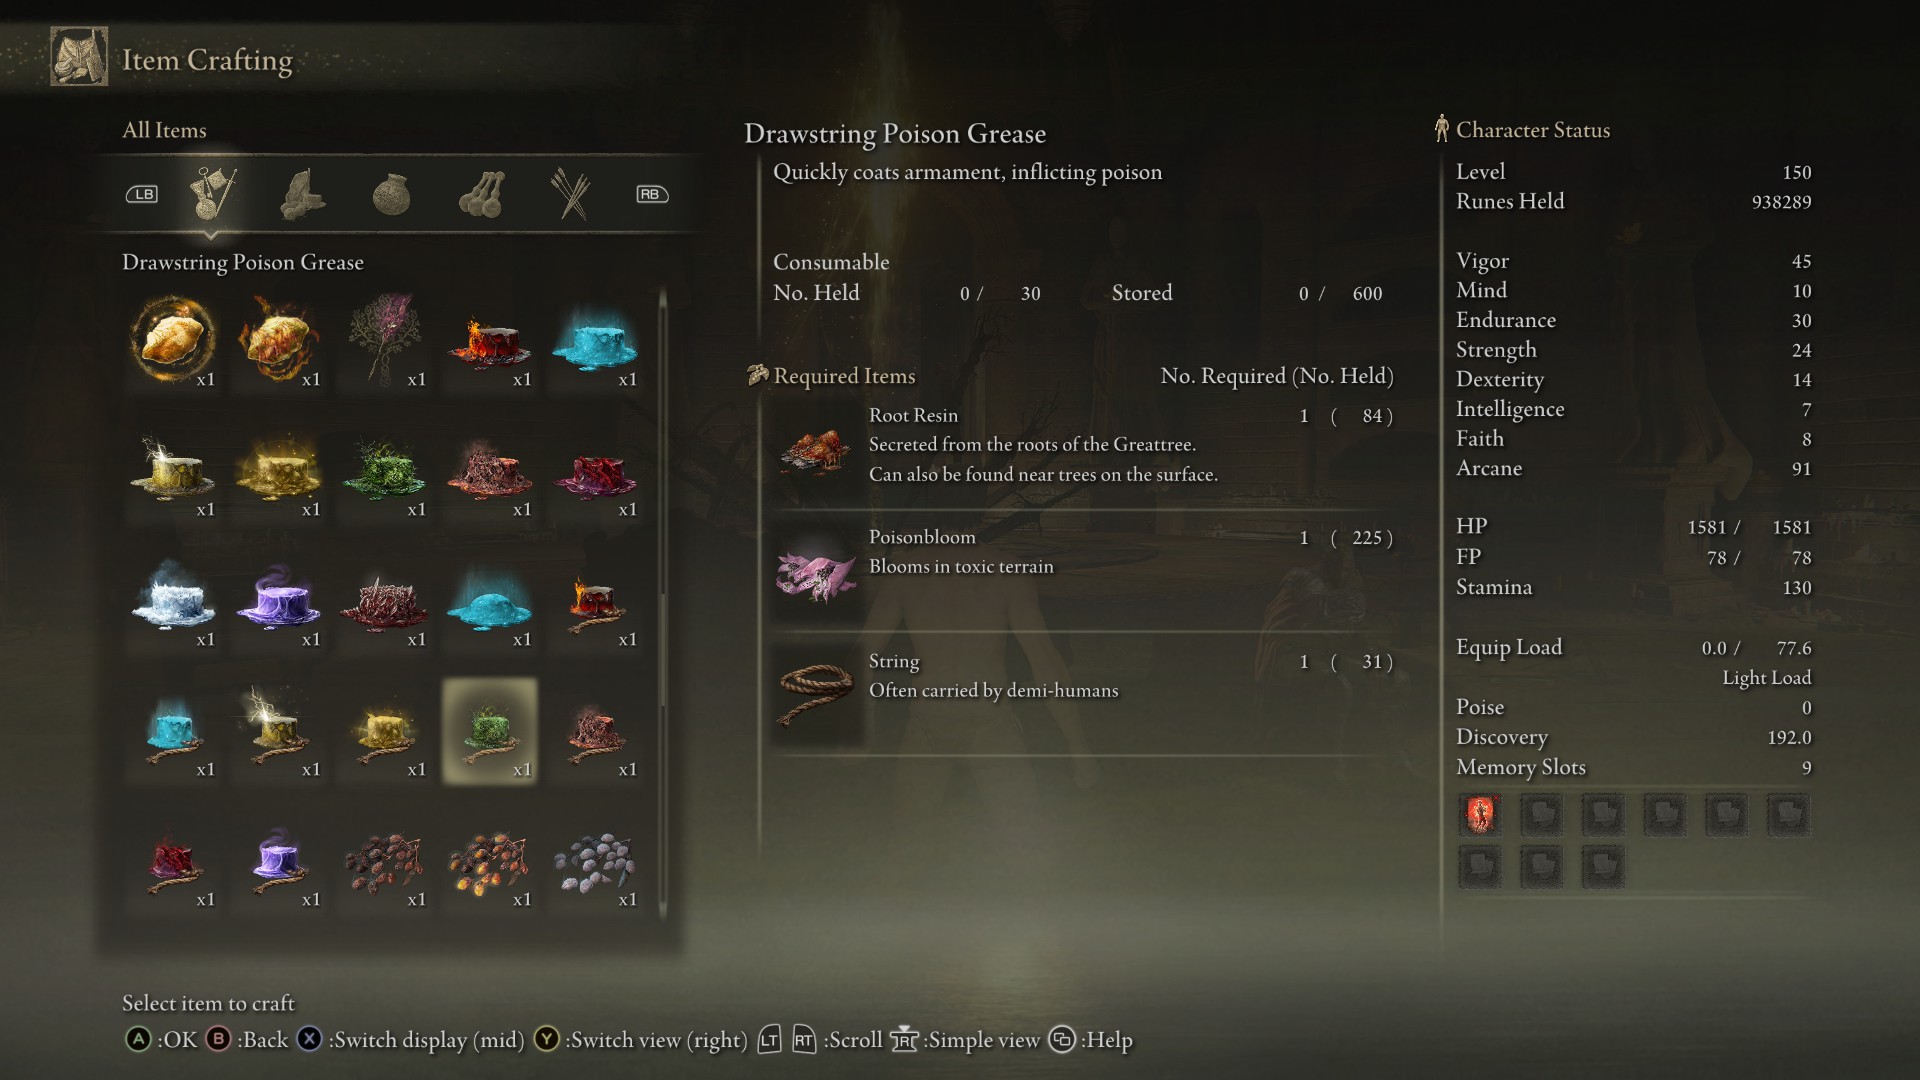 Item Crafting
All Items
LB
RB
Drawstring Poison Grease
x1 x1 x1 x1 x1
x1 x1 x1 x1 x1
x1 x1 x1 x1 x1
x1 x1 x1 x1 x1
x1 x1 x1 x1 x1
Drawstring Poison Grease
Quickly coats armament, inflicting poison
Consumable
No. Held 0 / 30 Stored 0 / 600
Required Items No. Required (No. Held)
Root Resin 1 ( 84 )
Secreted from the roots of the Greattree.
Can also be found near trees on the surface.
Poisonbloom 1 ( 225 )
Blooms in toxic terrain
String 1 ( 31 )
Often carried by demi-humans
Character Status
Level 150
Runes Held 938289
Vigor 45
Mind 10
Endurance 30
Strength 24
Dexterity 14
Intelligence 7
Faith 8
Arcane 91
HP 1581 / 1581
FP 78 / 78
Stamina 130
Equip Load 0.0 / 77.6
Light Load
Poise 0
Discovery 192.0
Memory Slots 9
Select item to craft
A :OK B :Back X :Switch display (mid) Y :Switch view (right) LT RT :Scroll R :Simple view :Help